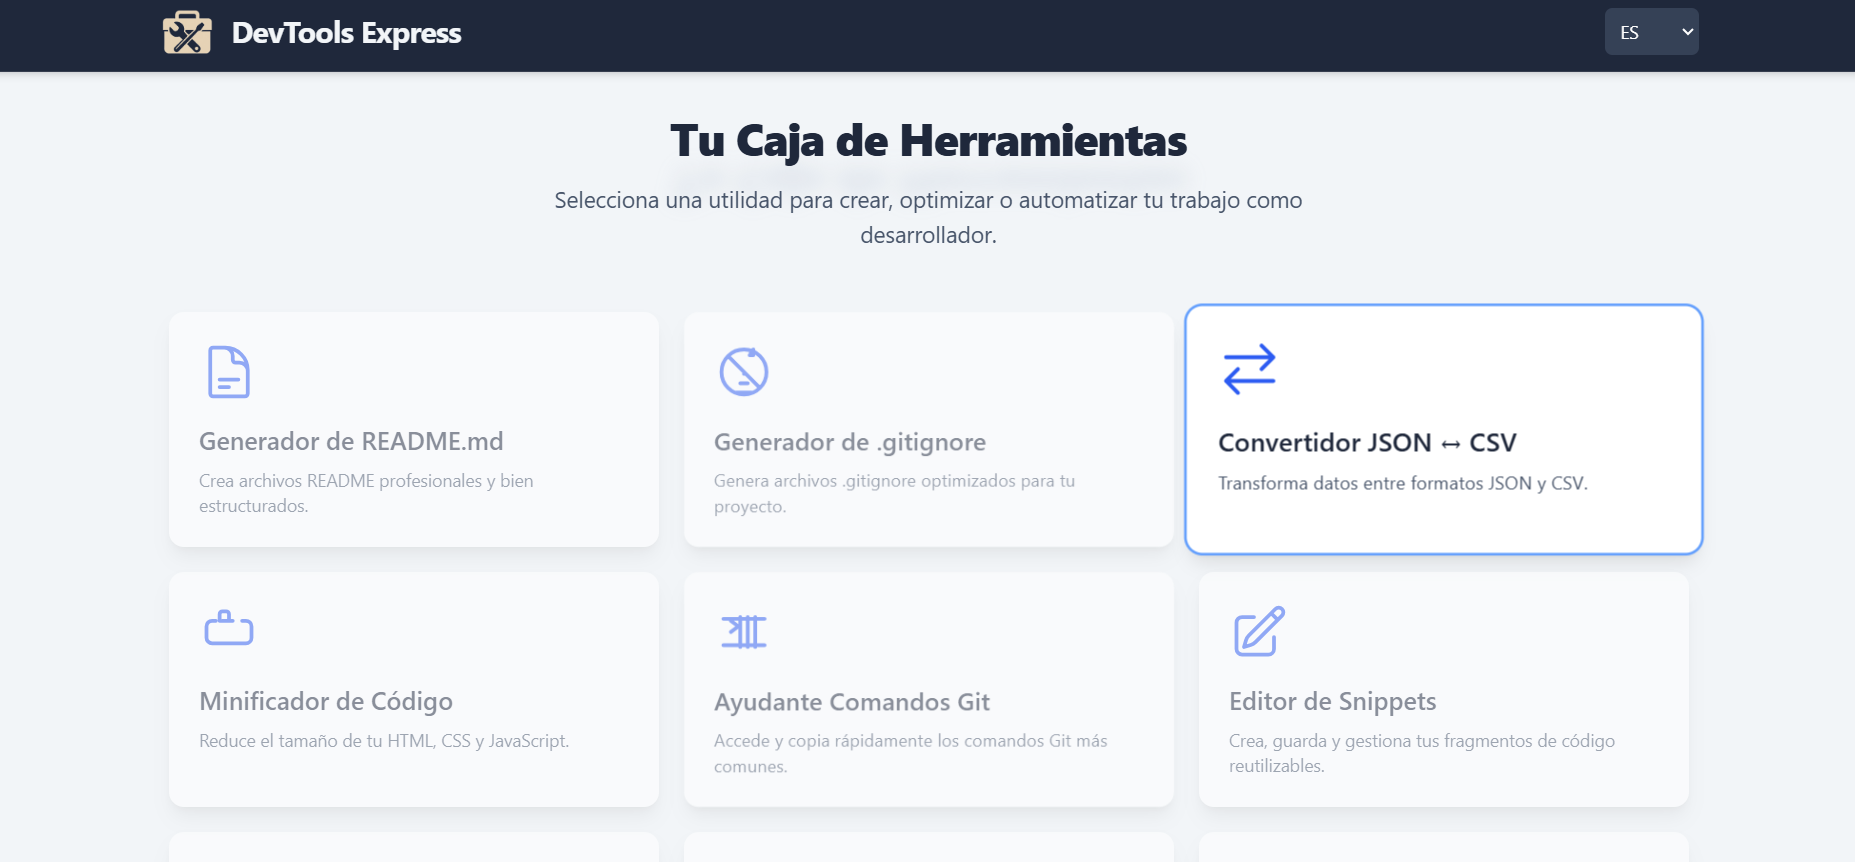 DevTools Express
ES
Tu Caja de Herramientas
Selecciona una utilidad para crear, optimizar o automatizar tu trabajo como
desarrollador.
Generador de README.md
Crea archivos README profesionales y bien
estructurados.
Generador de .gitignore
Genera archivos .gitignore optimizados para tu
proyecto.
Convertidor JSON ↔ CSV
Transforma datos entre formatos JSON y CSV.
Minificador de Código
Reduce el tamaño de tu HTML, CSS y JavaScript.
Ayudante Comandos Git
Accede y copia rápidamente los comandos Git más
comunes.
Editor de Snippets
Crea, guarda y gestiona tus fragmentos de código
reutilizables.